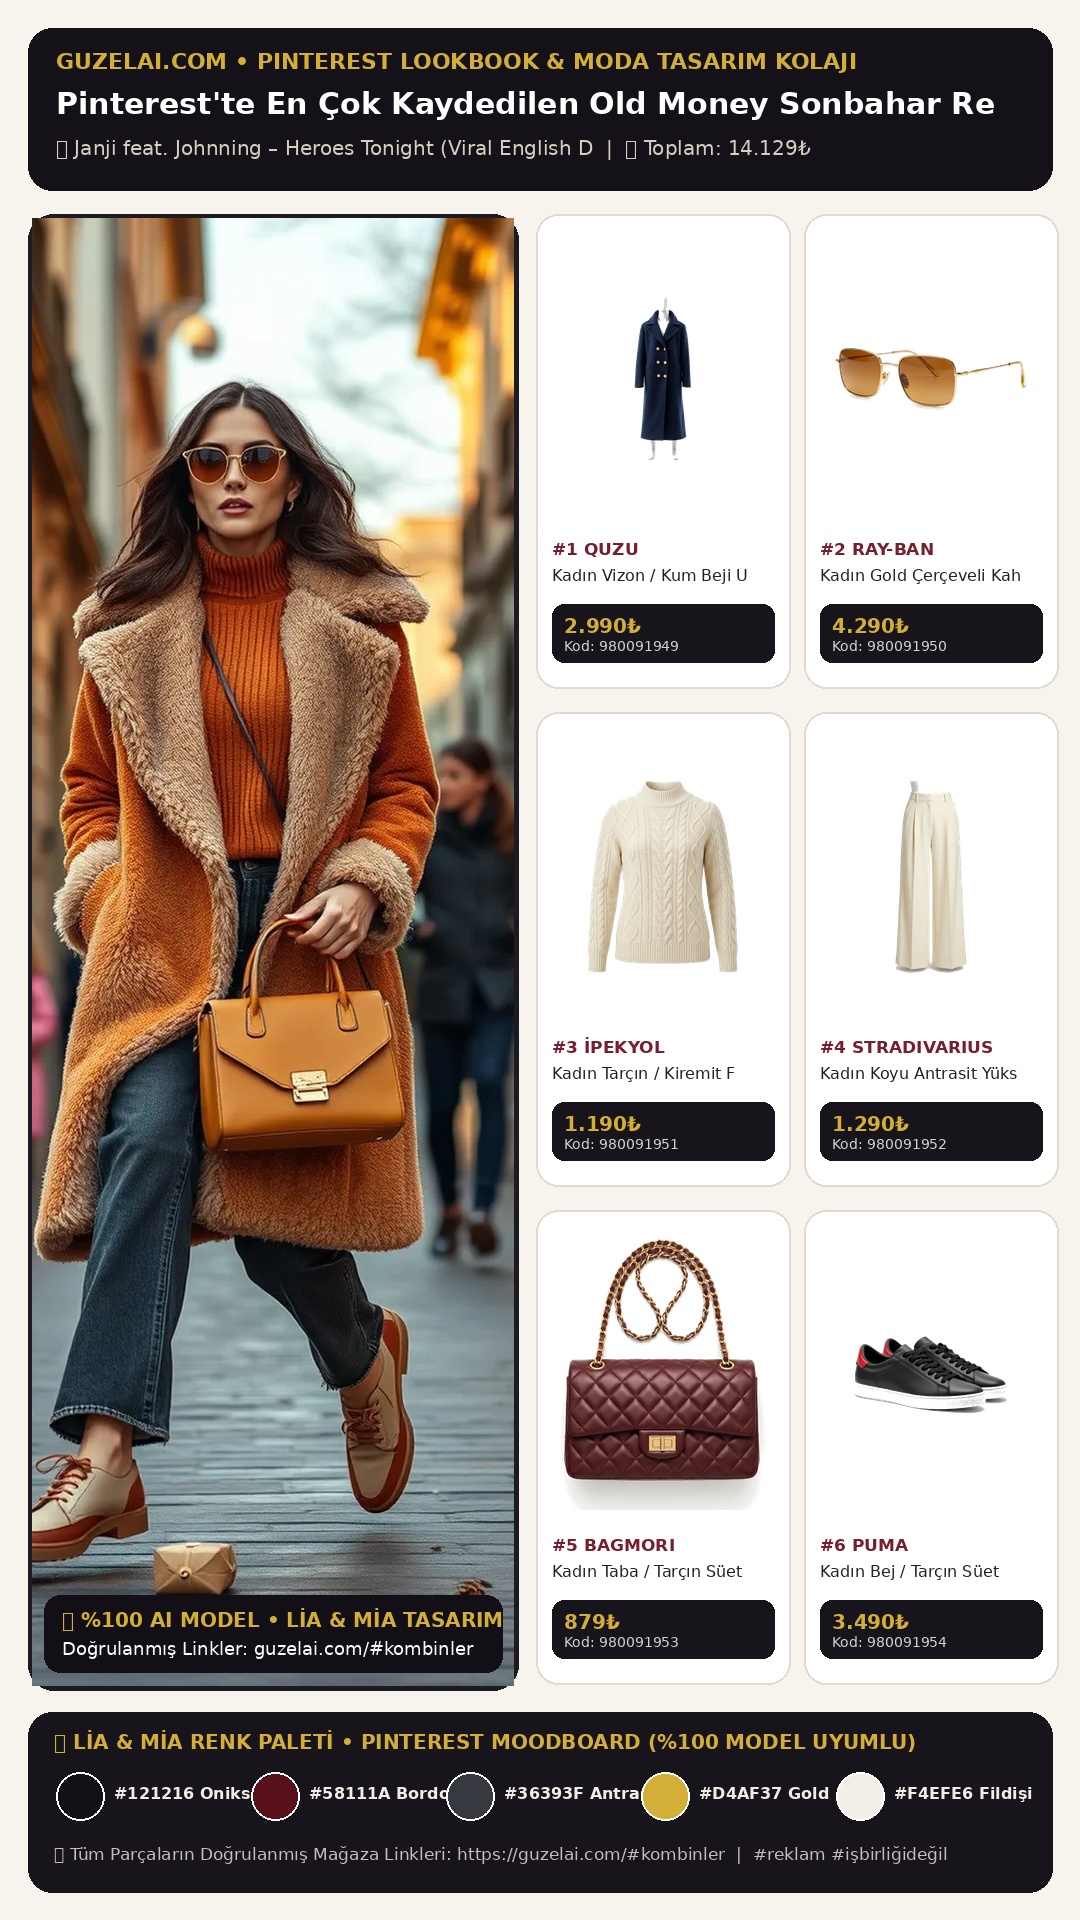 GUZELAI.COM • PINTEREST LOOKBOOK & MODA TASARIM KOLAJI
Pinterest'te En Çok Kaydedilen Old Money Sonbahar Re
Janji feat. Johnning – Heroes Tonight (Viral English D | Toplam: 14.129₺
#1 QUZU
Kadın Vizon / Kum Beji U
2.990₺
Kod: 980091949
#2 RAY-BAN
Kadın Gold Çerçeveli Kah
4.290₺
Kod: 980091950
#3 İPEKYOL
Kadın Tarçın / Kiremit F
1.190₺
Kod: 980091951
#4 STRADIVARIUS
Kadın Koyu Antrasit Yüks
1.290₺
Kod: 980091952
#5 BAGMORI
Kadın Taba / Tarçın Süet
879₺
Kod: 980091953
#6 PUMA
Kadın Bej / Tarçın Süet
3.490₺
Kod: 980091954
%100 AI MODEL • LİA & MİA TASARIM
Doğrulanmış Linkler: guzelai.com/#kombinler
LİA & MİA RENK PALETİ • PINTEREST MOODBOARD (%100 MODEL UYUMLU)
#121216 Oniks #58111A Bordo #36393F Antra #D4AF37 Gold #F4EFE6 Fildişi
Tüm Parçaların Doğrulanmış Mağaza Linkleri: https://guzelai.com/#kombinler | #reklam #işbirliğideğil